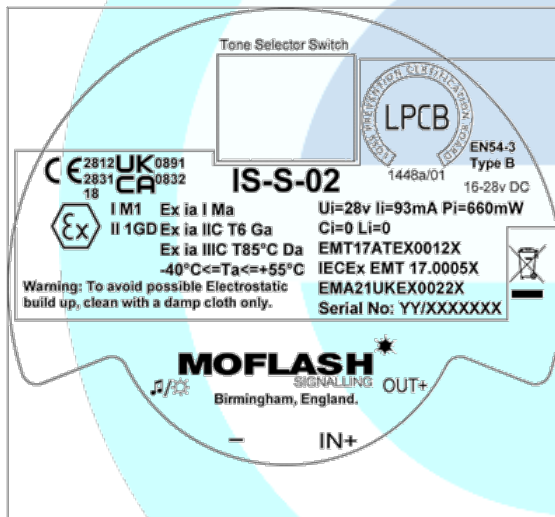 Tone Selector Switch
LOSS PREVENTION CERTIFICATION BOARD
LPCB
1448a/01
EN54-3
Type B
16-28v DC
CE 2812 UKCA 0891
2831 0832
18
IS-S-02
Ex
I M1 Ex ia I Ma
II 1GD Ex ia IIC T6 Ga
Ex ia IIIC T85°C Da
-40°C<=Ta<=+55°C
Warning: To avoid possible Electrostatic
build up, clean with a damp cloth only.
Ui=28v Ii=93mA Pi=660mW
Ci=0 Li=0
EMT17ATEX0012X
IECEx EMT 17.0005X
EMA21UKEX0022X
Serial No: YY/XXXXXXX
MOFLASH
SIGNALLING
Birmingham, England.
♫/☼
OUT+
− IN+